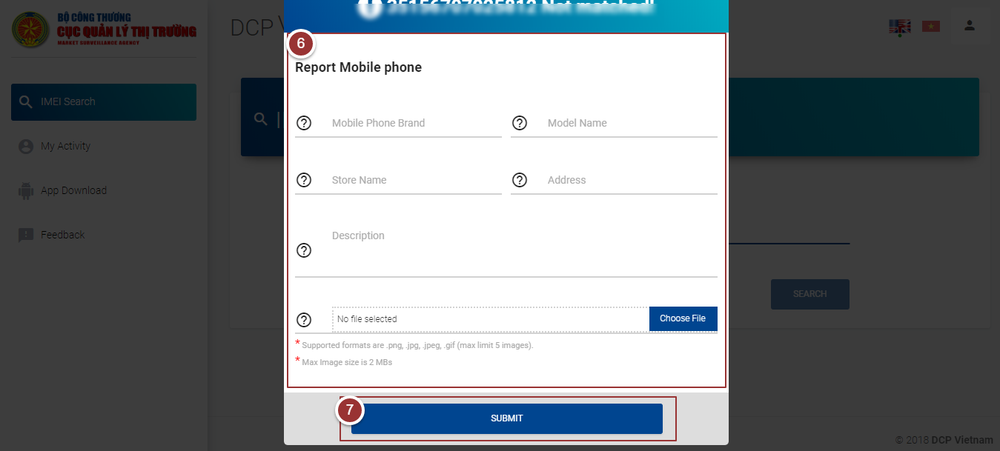 BỘ CÔNG THƯƠNG
CỤC QUẢN LÝ THỊ TRƯỜNG
MARKET SURVEILLANCE AGENCY
DCP
IMEI Search
My Activity
App Download
Feedback
Not matched!
6
Report Mobile phone
Mobile Phone Brand
Model Name
Store Name
Address
Description
No file selected
Choose File
* Supported formats are .png, .jpg, .jpeg, .gif (max limit 5 images).
* Max Image size is 2 MBs
SEARCH
7
SUBMIT
© 2018 DCP Vietnam